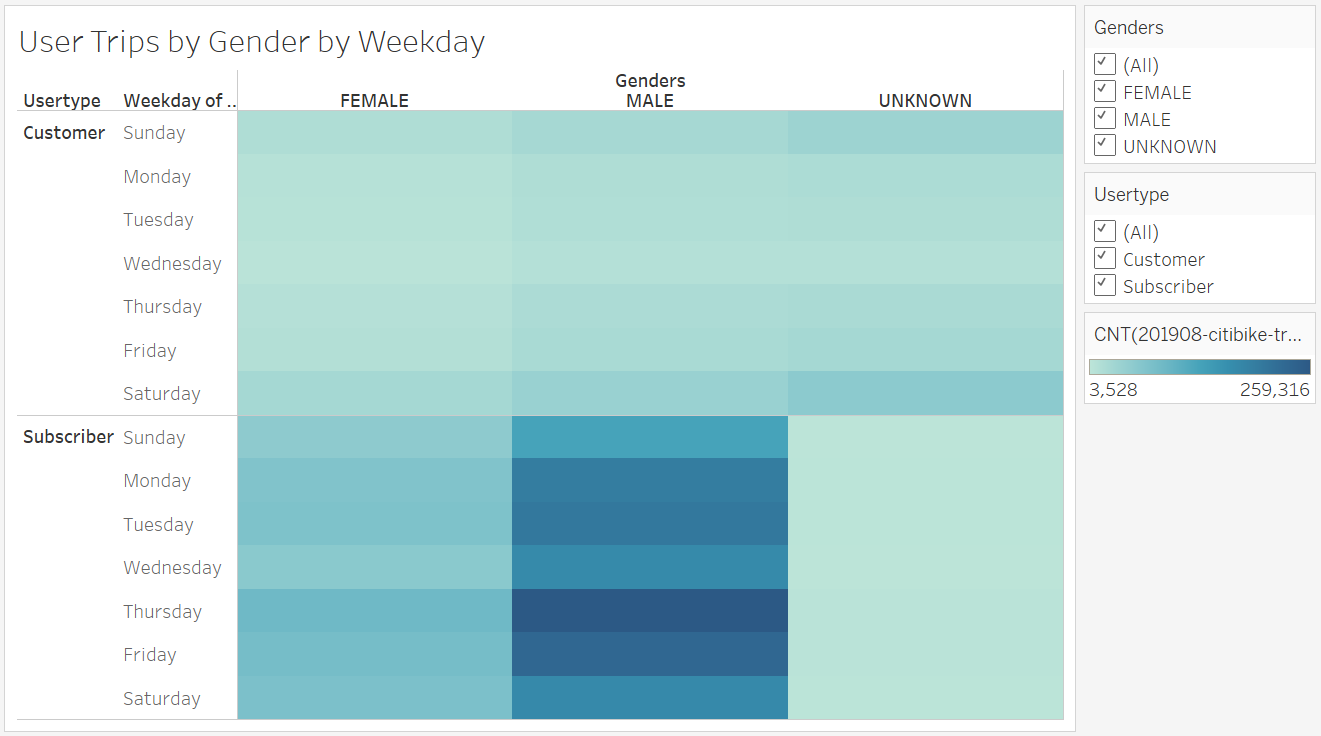 User Trips by Gender by Weekday
Genders
Usertype Weekday of .. FEMALE MALE UNKNOWN
Customer Sunday
Monday
Tuesday
Wednesday
Thursday
Friday
Saturday
Subscriber Sunday
Monday
Tuesday
Wednesday
Thursday
Friday
Saturday
Genders
(All)
FEMALE
MALE
UNKNOWN
Usertype
(All)
Customer
Subscriber
CNT(201908-citibike-tr...
3,528 259,316